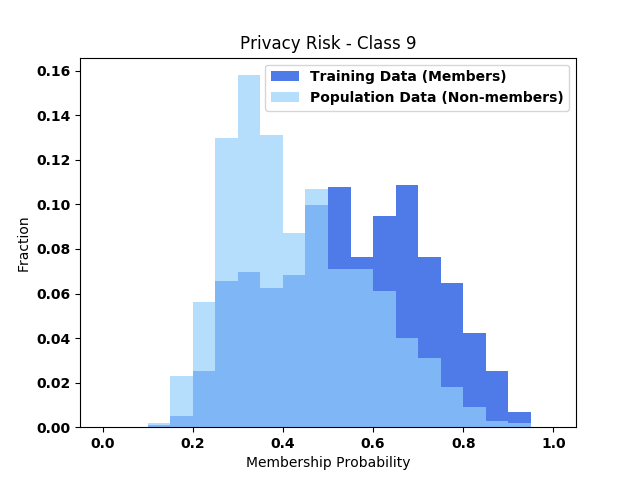 Privacy Risk - Class 9
Training Data (Members)
Population Data (Non-members)
0.16
0.14
0.12
0.10
0.08
0.06
0.04
0.02
0.00
Fraction
0.0 0.2 0.4 0.6 0.8 1.0
Membership Probability